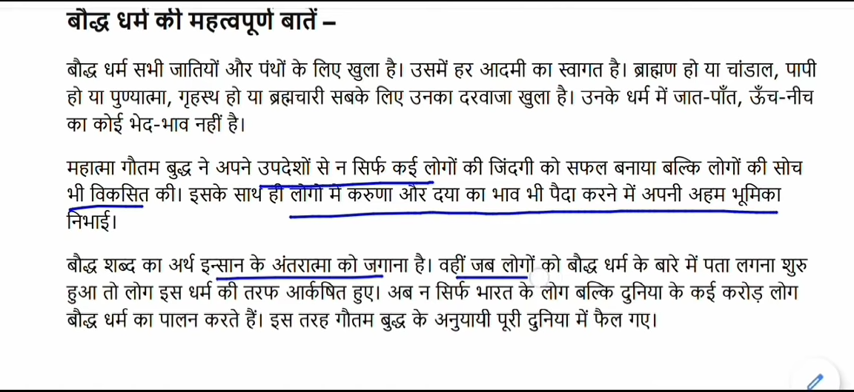 बौद्ध धर्म की महत्वपूर्ण बातें –
बौद्ध धर्म सभी जातियों और पंथों के लिए खुला है। उसमें हर आदमी का स्वागत है। ब्राह्मण हो या चांडाल, पापी
हो या पुण्यात्मा, गृहस्थ हो या ब्रह्मचारी सबके लिए उनका दरवाजा खुला है। उनके धर्म में जात-पाँत, ऊँच-नीच
का कोई भेद-भाव नहीं है।
महात्मा गौतम बुद्ध ने अपने उपदेशों से न सिर्फ कई लोगों की जिंदगी को सफल बनाया बल्कि लोगों की सोच
भी विकसित की। इसके साथ ही लोगों में करुणा और दया का भाव भी पैदा करने में अपनी अहम भूमिका
निभाई।
बौद्ध शब्द का अर्थ इन्सान के अंतरात्मा को जगाना है। वहीं जब लोगों को बौद्ध धर्म के बारे में पता लगना शुरु
हुआ तो लोग इस धर्म की तरफ आर्कषित हुए। अब न सिर्फ भारत के लोग बल्कि दुनिया के कई करोड़ लोग
बौद्ध धर्म का पालन करते हैं। इस तरह गौतम बुद्ध के अनुयायी पूरी दुनिया में फैल गए।